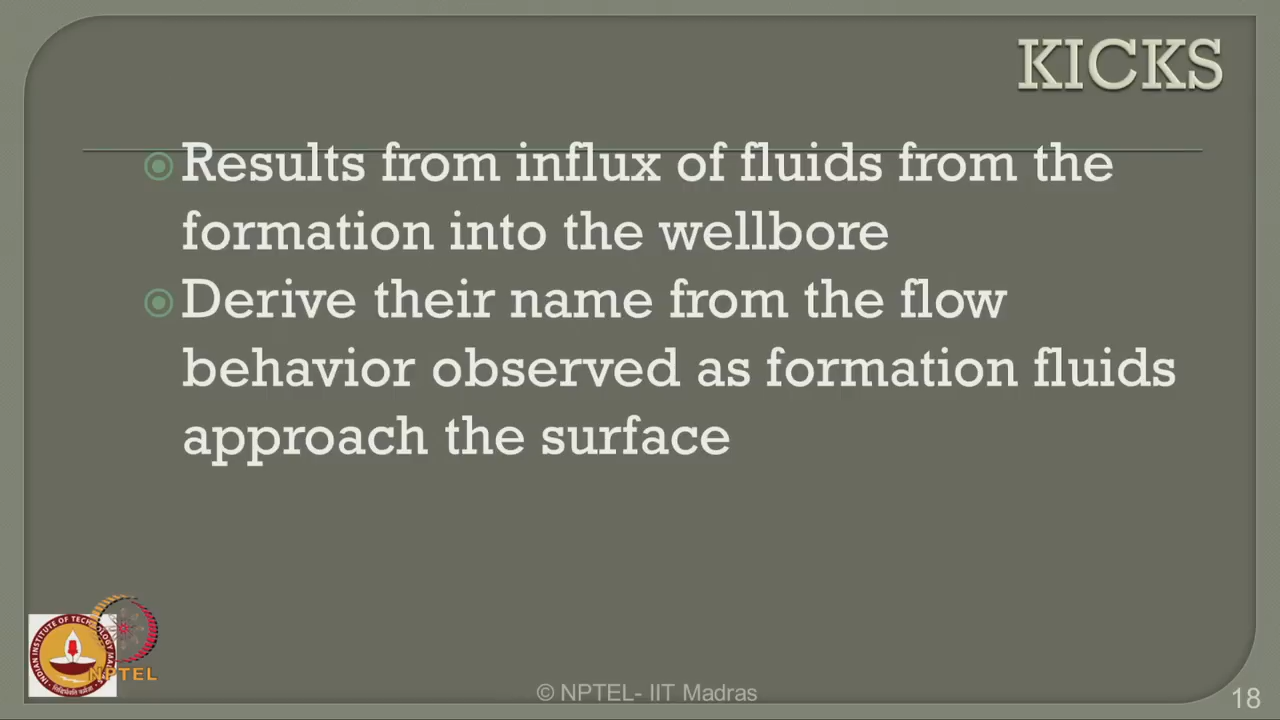 KICKS
Results from influx of fluids from the
formation into the wellbore
Derive their name from the flow
behavior observed as formation fluids
approach the surface
NPTEL
© NPTEL- IIT Madras
18